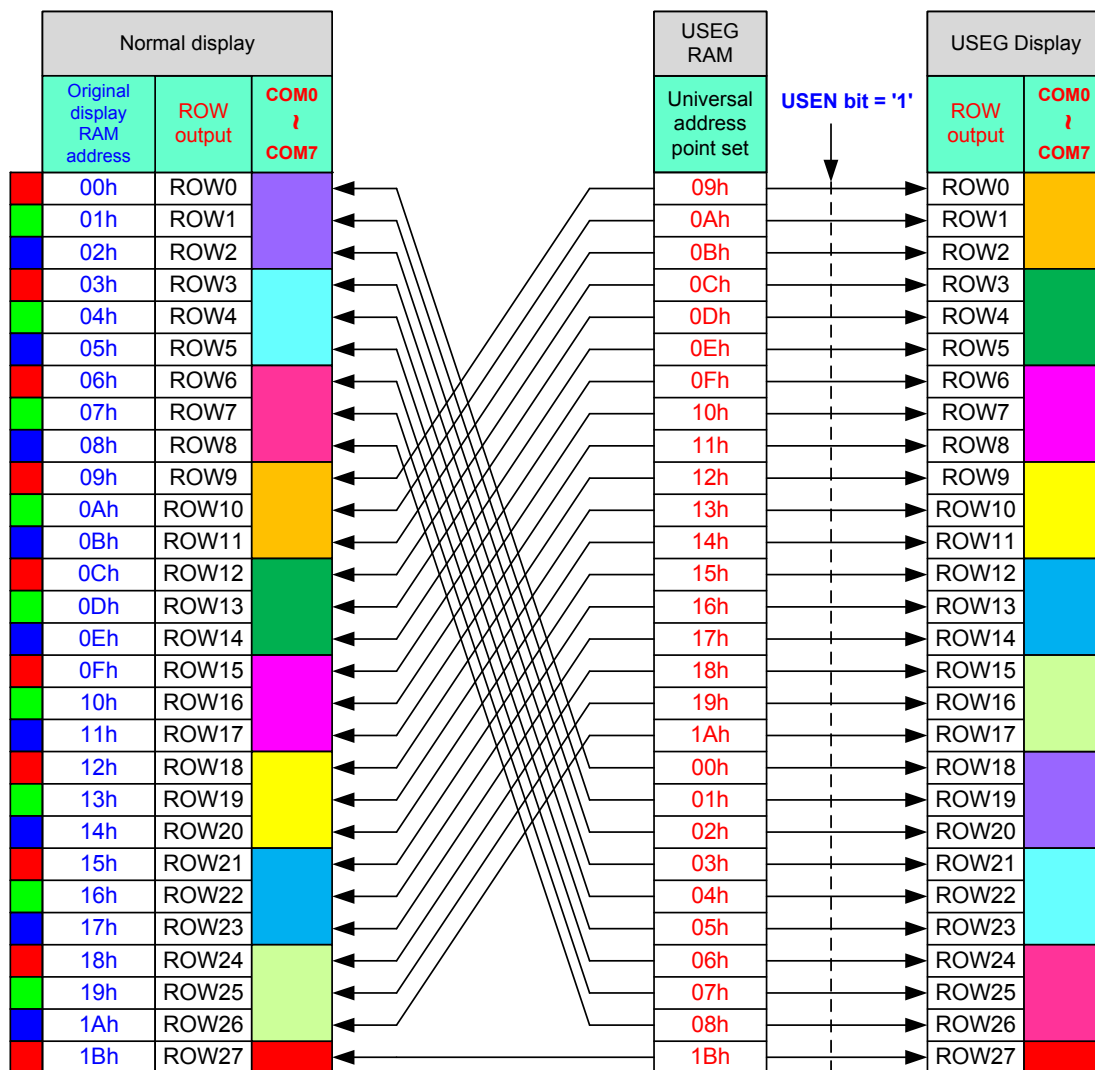 Normal display
USEG RAM
USEG Display
Original display RAM address
ROW output
COM0 ~ COM7
Universal address point set
USEN bit = '1'
ROW output
COM0 ~ COM7
00h ROW0 09h ROW0
01h ROW1 0Ah ROW1
02h ROW2 0Bh ROW2
03h ROW3 0Ch ROW3
04h ROW4 0Dh ROW4
05h ROW5 0Eh ROW5
06h ROW6 0Fh ROW6
07h ROW7 10h ROW7
08h ROW8 11h ROW8
09h ROW9 12h ROW9
0Ah ROW10 13h ROW10
0Bh ROW11 14h ROW11
0Ch ROW12 15h ROW12
0Dh ROW13 16h ROW13
0Eh ROW14 17h ROW14
0Fh ROW15 18h ROW15
10h ROW16 19h ROW16
11h ROW17 1Ah ROW17
12h ROW18 00h ROW18
13h ROW19 01h ROW19
14h ROW20 02h ROW20
15h ROW21 03h ROW21
16h ROW22 04h ROW22
17h ROW23 05h ROW23
18h ROW24 06h ROW24
19h ROW25 07h ROW25
1Ah ROW26 08h ROW26
1Bh ROW27 1Bh ROW27